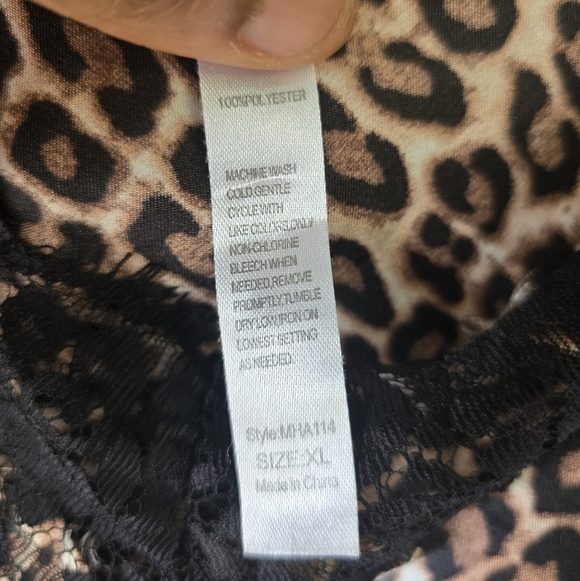 100%POLYESTER
MACHINE WASH
COLD,GENTLE
CYCLE WITH
LIKE COLORS,ONLY
NON-CHLORINE
BLEECH WHEN
NEEDED.REMOVE
PROMPTLY.TUMBLE
DRY LOW.IRON ON
LOWEST SETTING
AS NEEDED.
Style:MHA114
SIZE:XL
Made in China